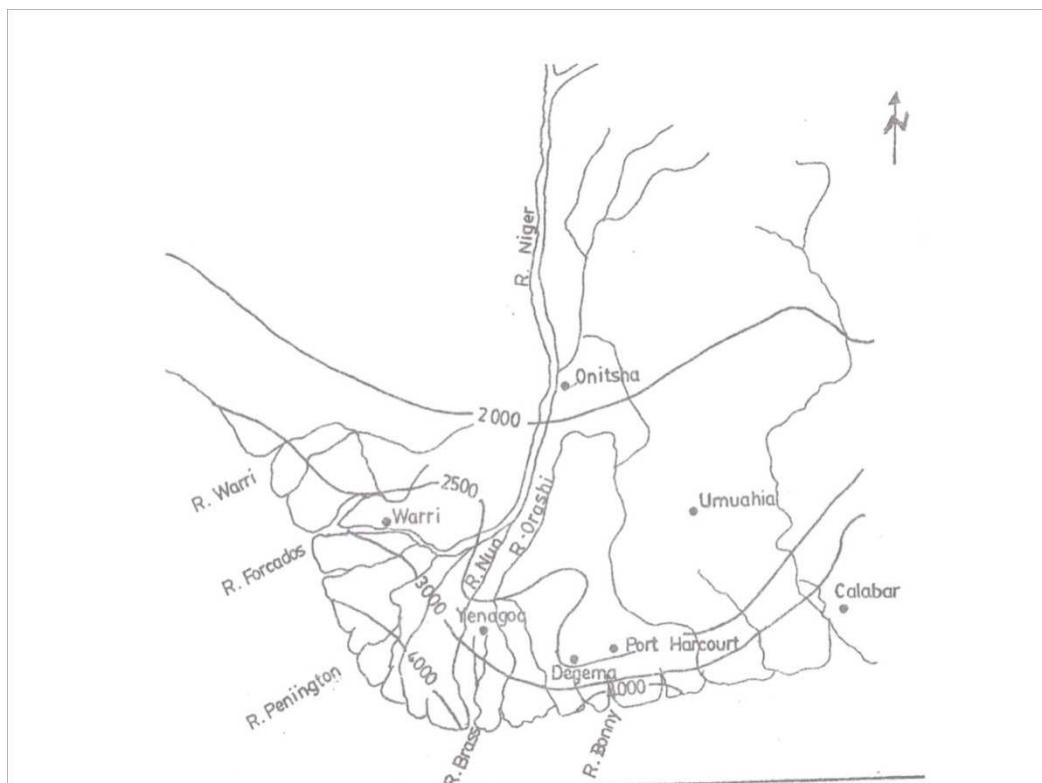 N
R. Niger
Onitsha
2000
R. Warri
2500
Warri
R-Orashi
Umuahia
R. Nun
R. Forcados
3000
Calabar
Yenagoa
Port Harcourt
Degema
4000
R. Penington
R. Brass
R. Bonny